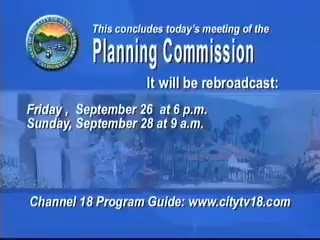 This concludes today's meeting of the
Planning Commission
It will be rebroadcast:
Friday , September 26 at 6 p.m.
Sunday, September 28 at 9 a.m.
Channel 18 Program Guide: www.citytv18.com